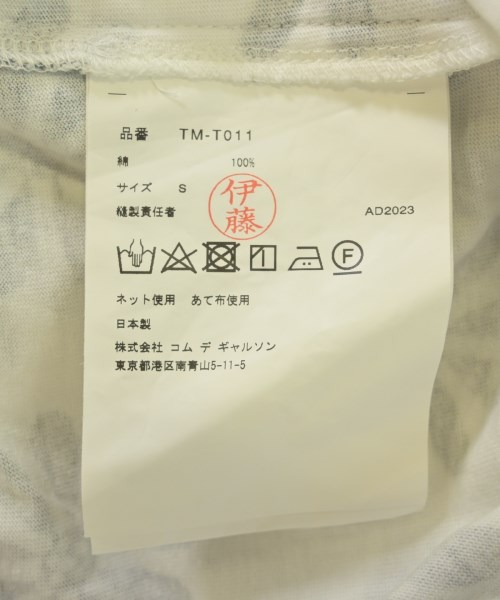 品番 TM-T011
綿 100%
サイズ S
縫製責任者 伊藤 AD2023
F
ネット使用 あて布使用
日本製
株式会社 コム デ ギャルソン
東京都港区南青山5-11-5